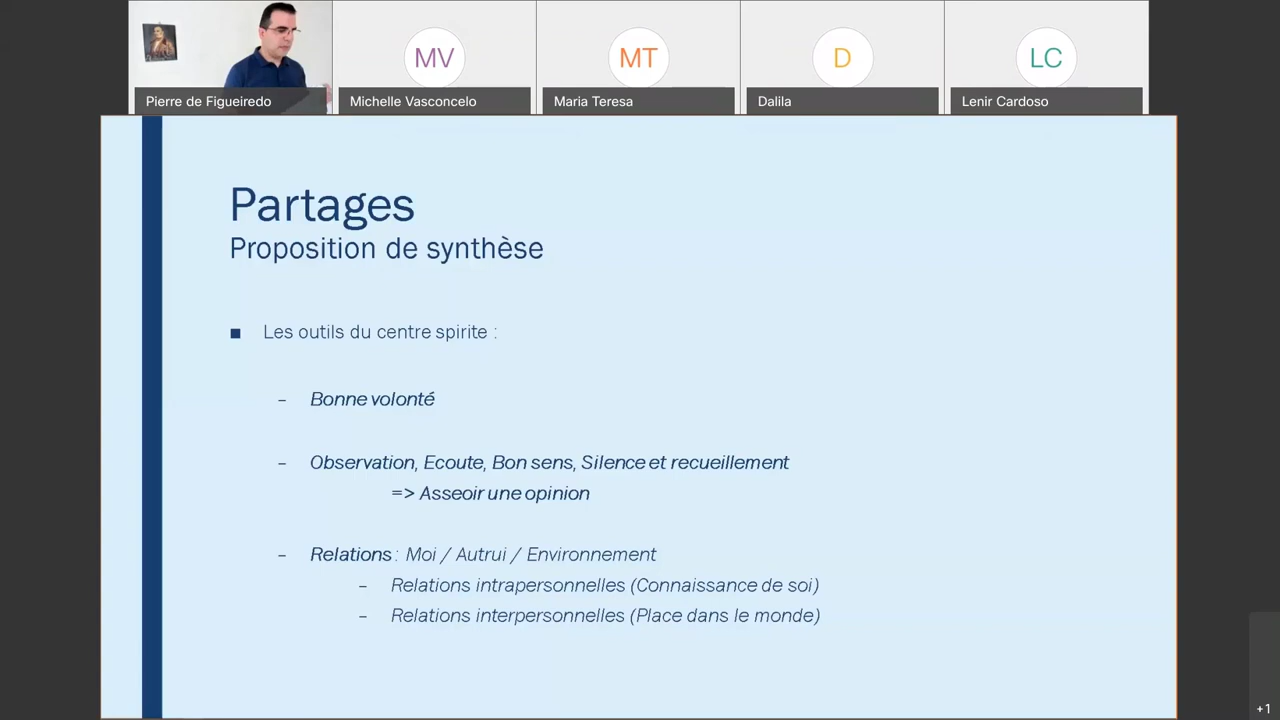 MV
MT
D
LC
Pierre de Figueiredo
Michelle Vasconcelo
Maria Teresa
Dalila
Lenir Cardoso
Partages
Proposition de synthèse
■ Les outils du centre spirite :
– Bonne volonté
– Observation, Ecoute, Bon sens, Silence et recueillement
=> Asseoir une opinion
– Relations : Moi / Autrui / Environnement
– Relations intrapersonnelles (Connaissance de soi)
– Relations interpersonnelles (Place dans le monde)
+1